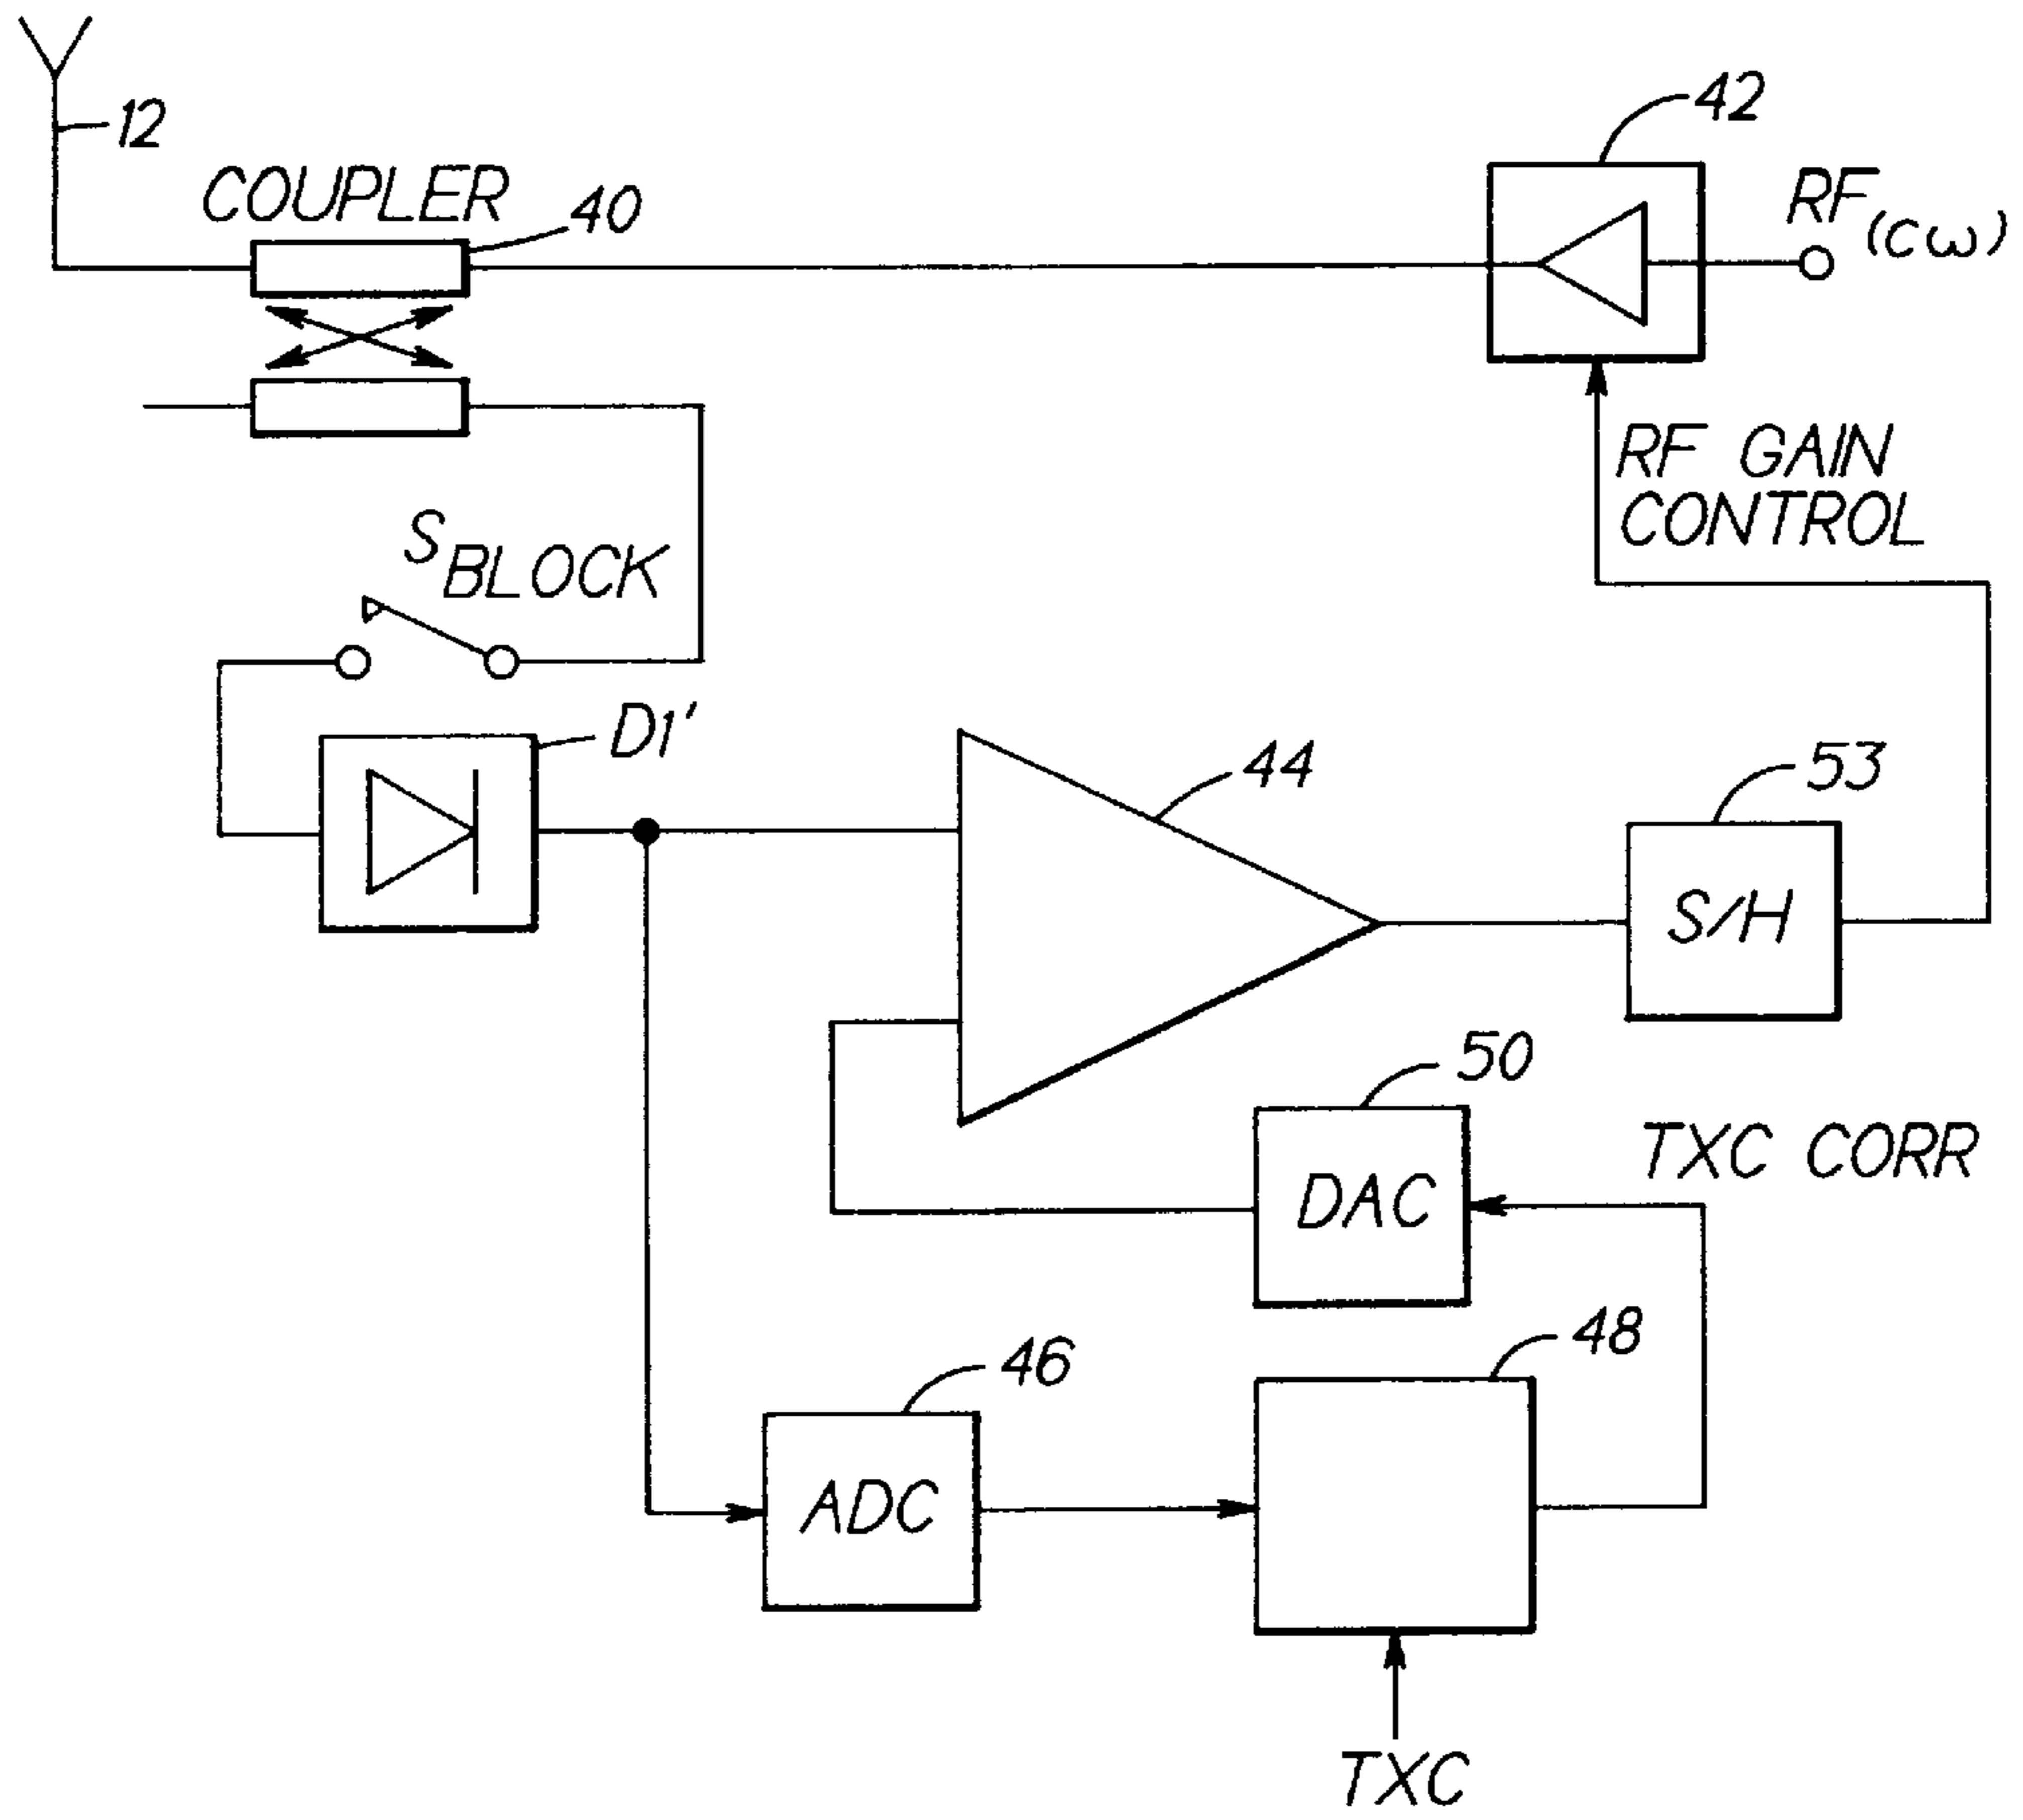 12
COUPLER
40
42
RF(cω)
RF GAIN
CONTROL
SBLOCK
D1'
44
53
S/H
50
DAC
TXC CORR
46
48
ADC
TXC